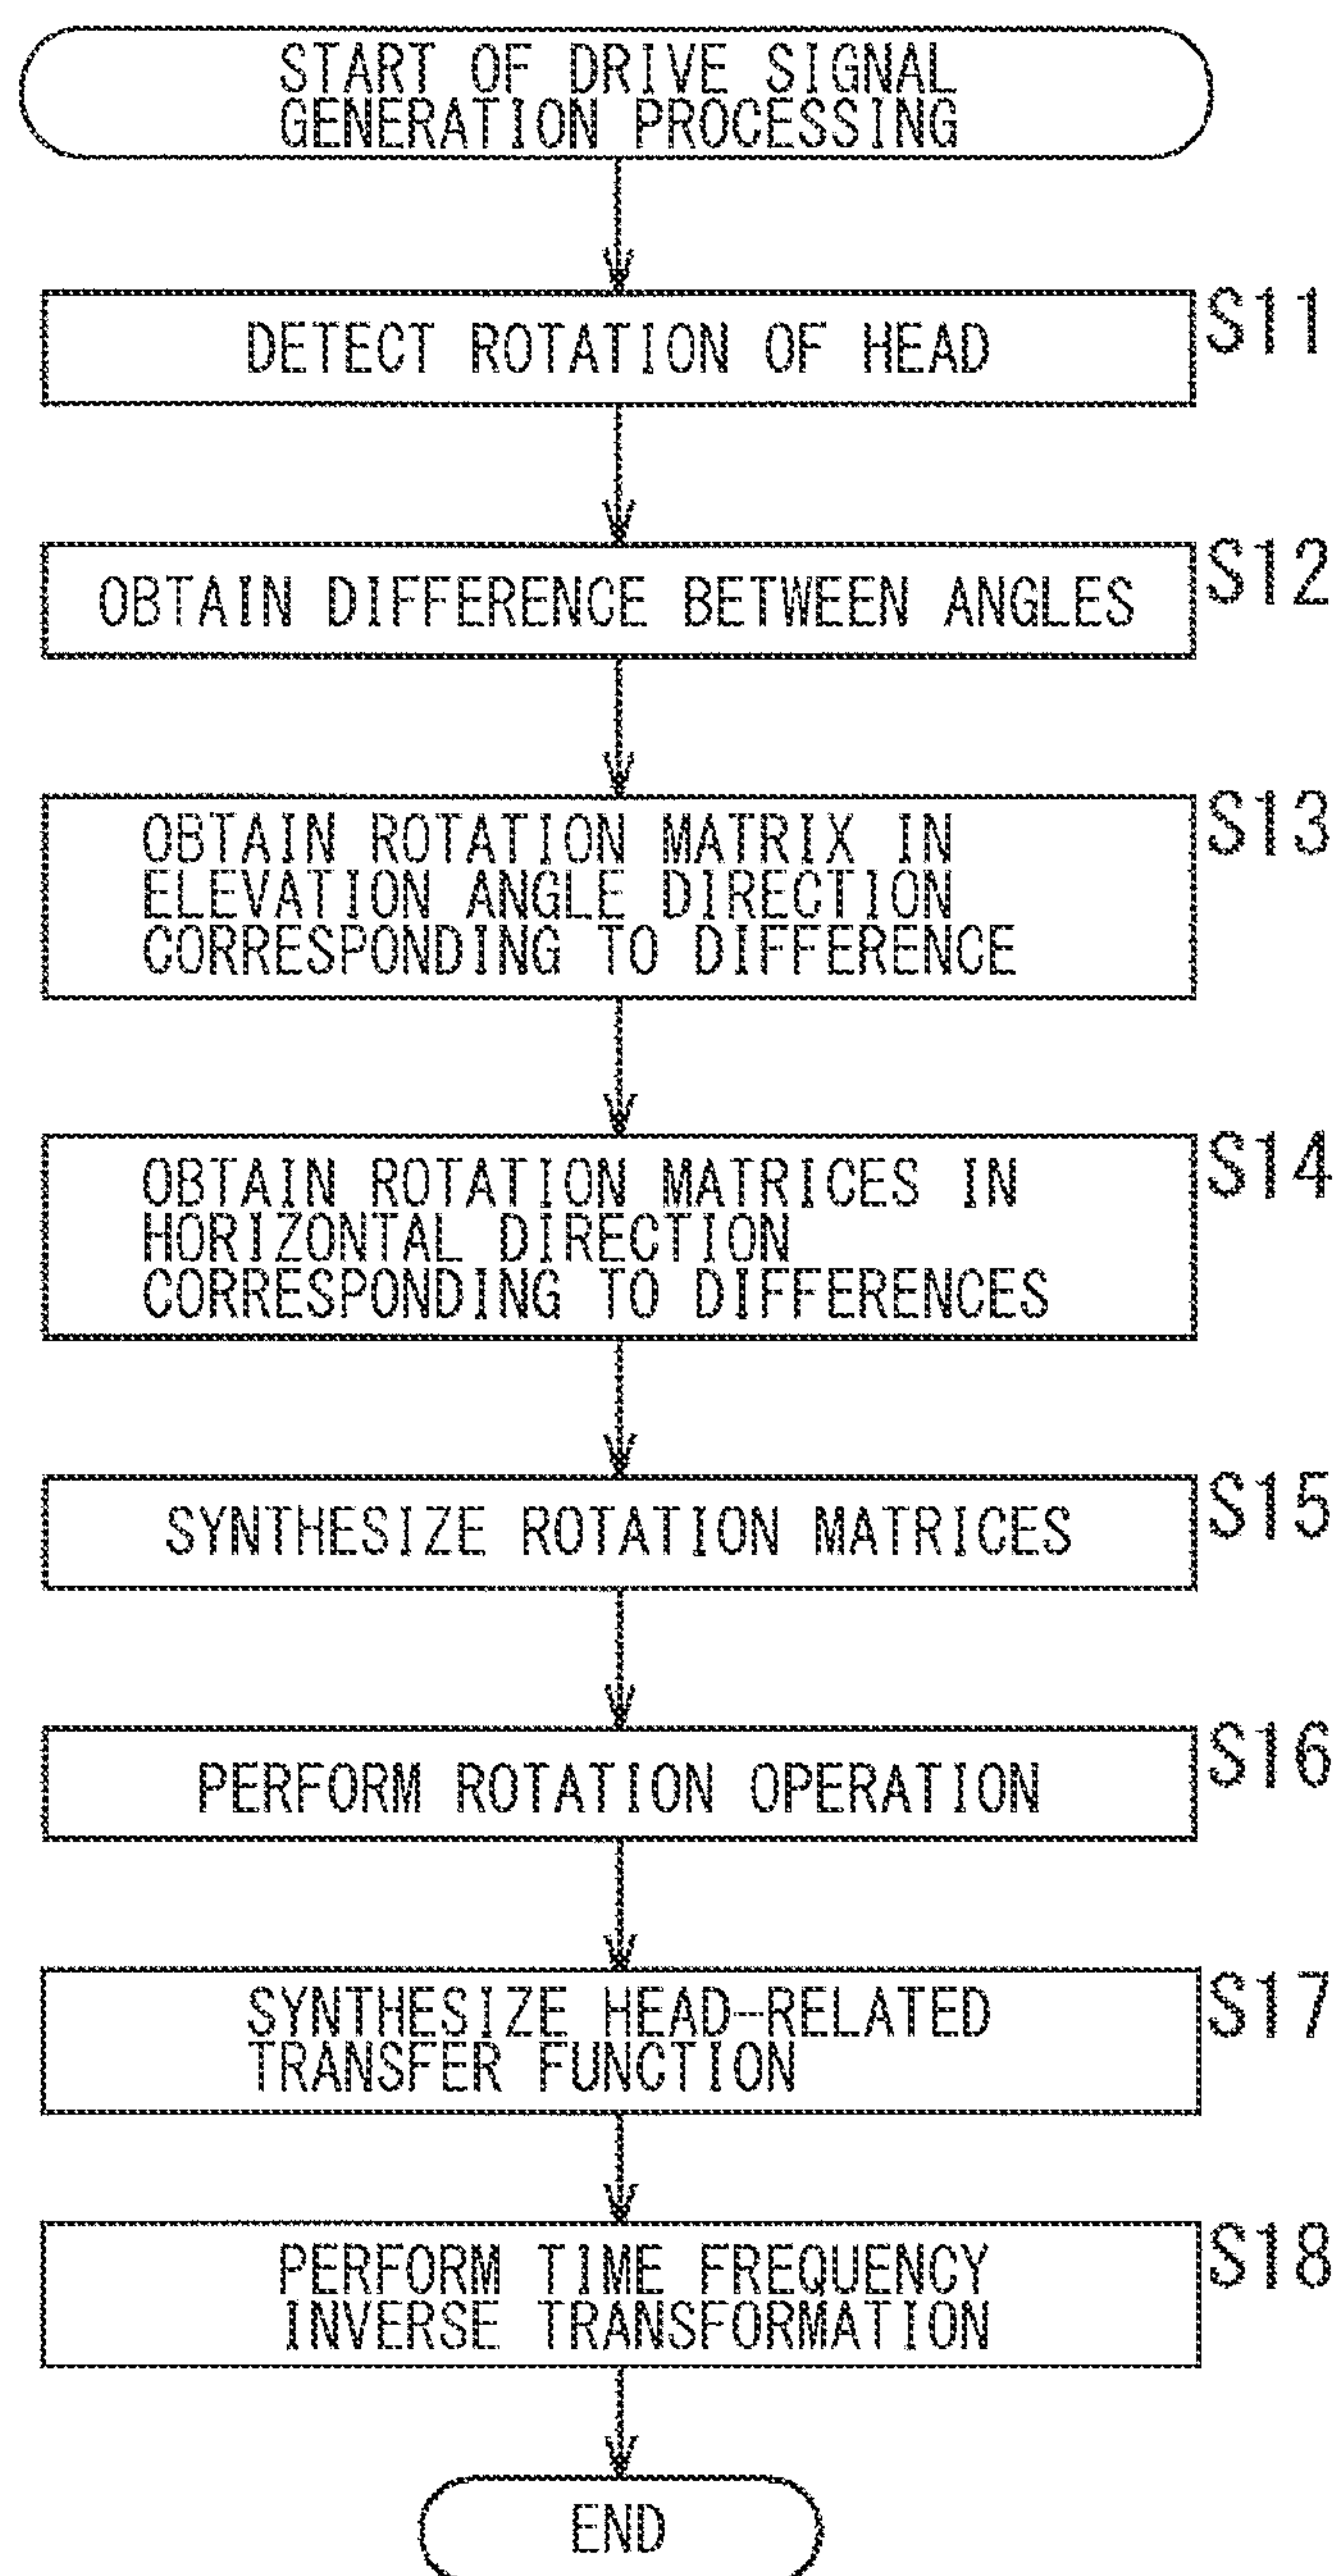 START OF DRIVE SIGNAL
GENERATION PROCESSING
S11
DETECT ROTATION OF HEAD
S12
OBTAIN DIFFERENCE BETWEEN ANGLES
S13
OBTAIN ROTATION MATRIX IN
ELEVATION ANGLE DIRECTION
CORRESPONDING TO DIFFERENCE
S14
OBTAIN ROTATION MATRICES IN
HORIZONTAL DIRECTION
CORRESPONDING TO DIFFERENCES
S15
SYNTHESIZE ROTATION MATRICES
S16
PERFORM ROTATION OPERATION
S17
SYNTHESIZE HEAD-RELATED
TRANSFER FUNCTION
S18
PERFORM TIME FREQUENCY
INVERSE TRANSFORMATION
END